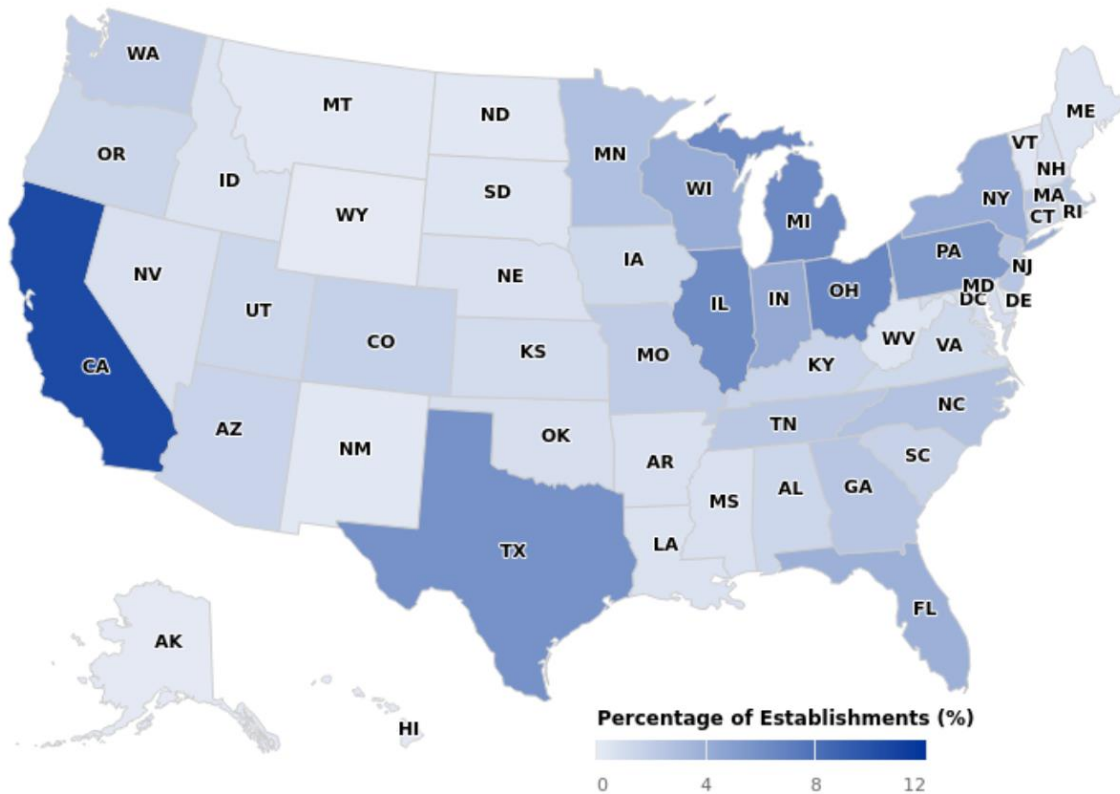 WA
MT
ND
ME
OR
MN
VT
ID
SD
WI
NH
NY
MA
WY
MI
CT
RI
NV
NE
IA
PA
NJ
UT
IL
IN
OH
MD
DC
DE
CO
KS
MO
WV
VA
CA
KY
AZ
NM
OK
TN
NC
AR
SC
MS
AL
GA
TX
LA
FL
AK
HI
Percentage of Establishments (%)
0 4 8 12